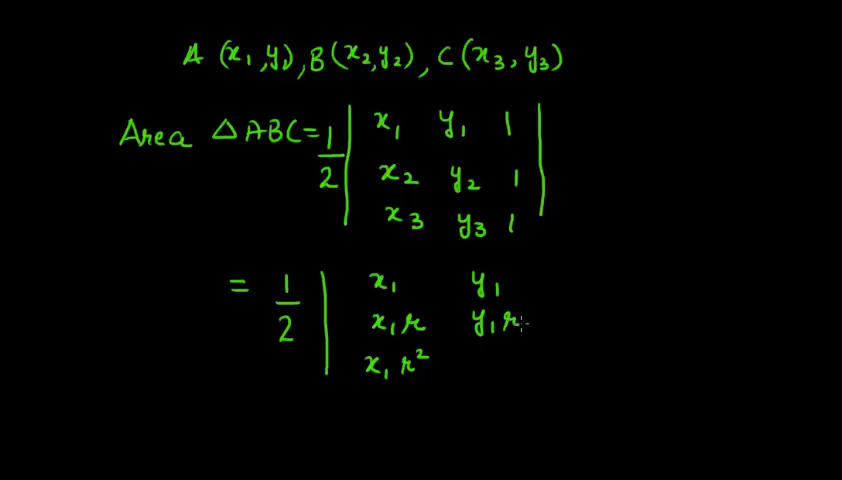 A (x₁,y₁), B(x₂,y₂), C(x₃,y₃)
Area △ABC = 1/2 | x₁ y₁ 1
x₂ y₂ 1
x₃ y₃ 1 |
= 1/2 | x₁ y₁
x₁r y₁r
x₁r²